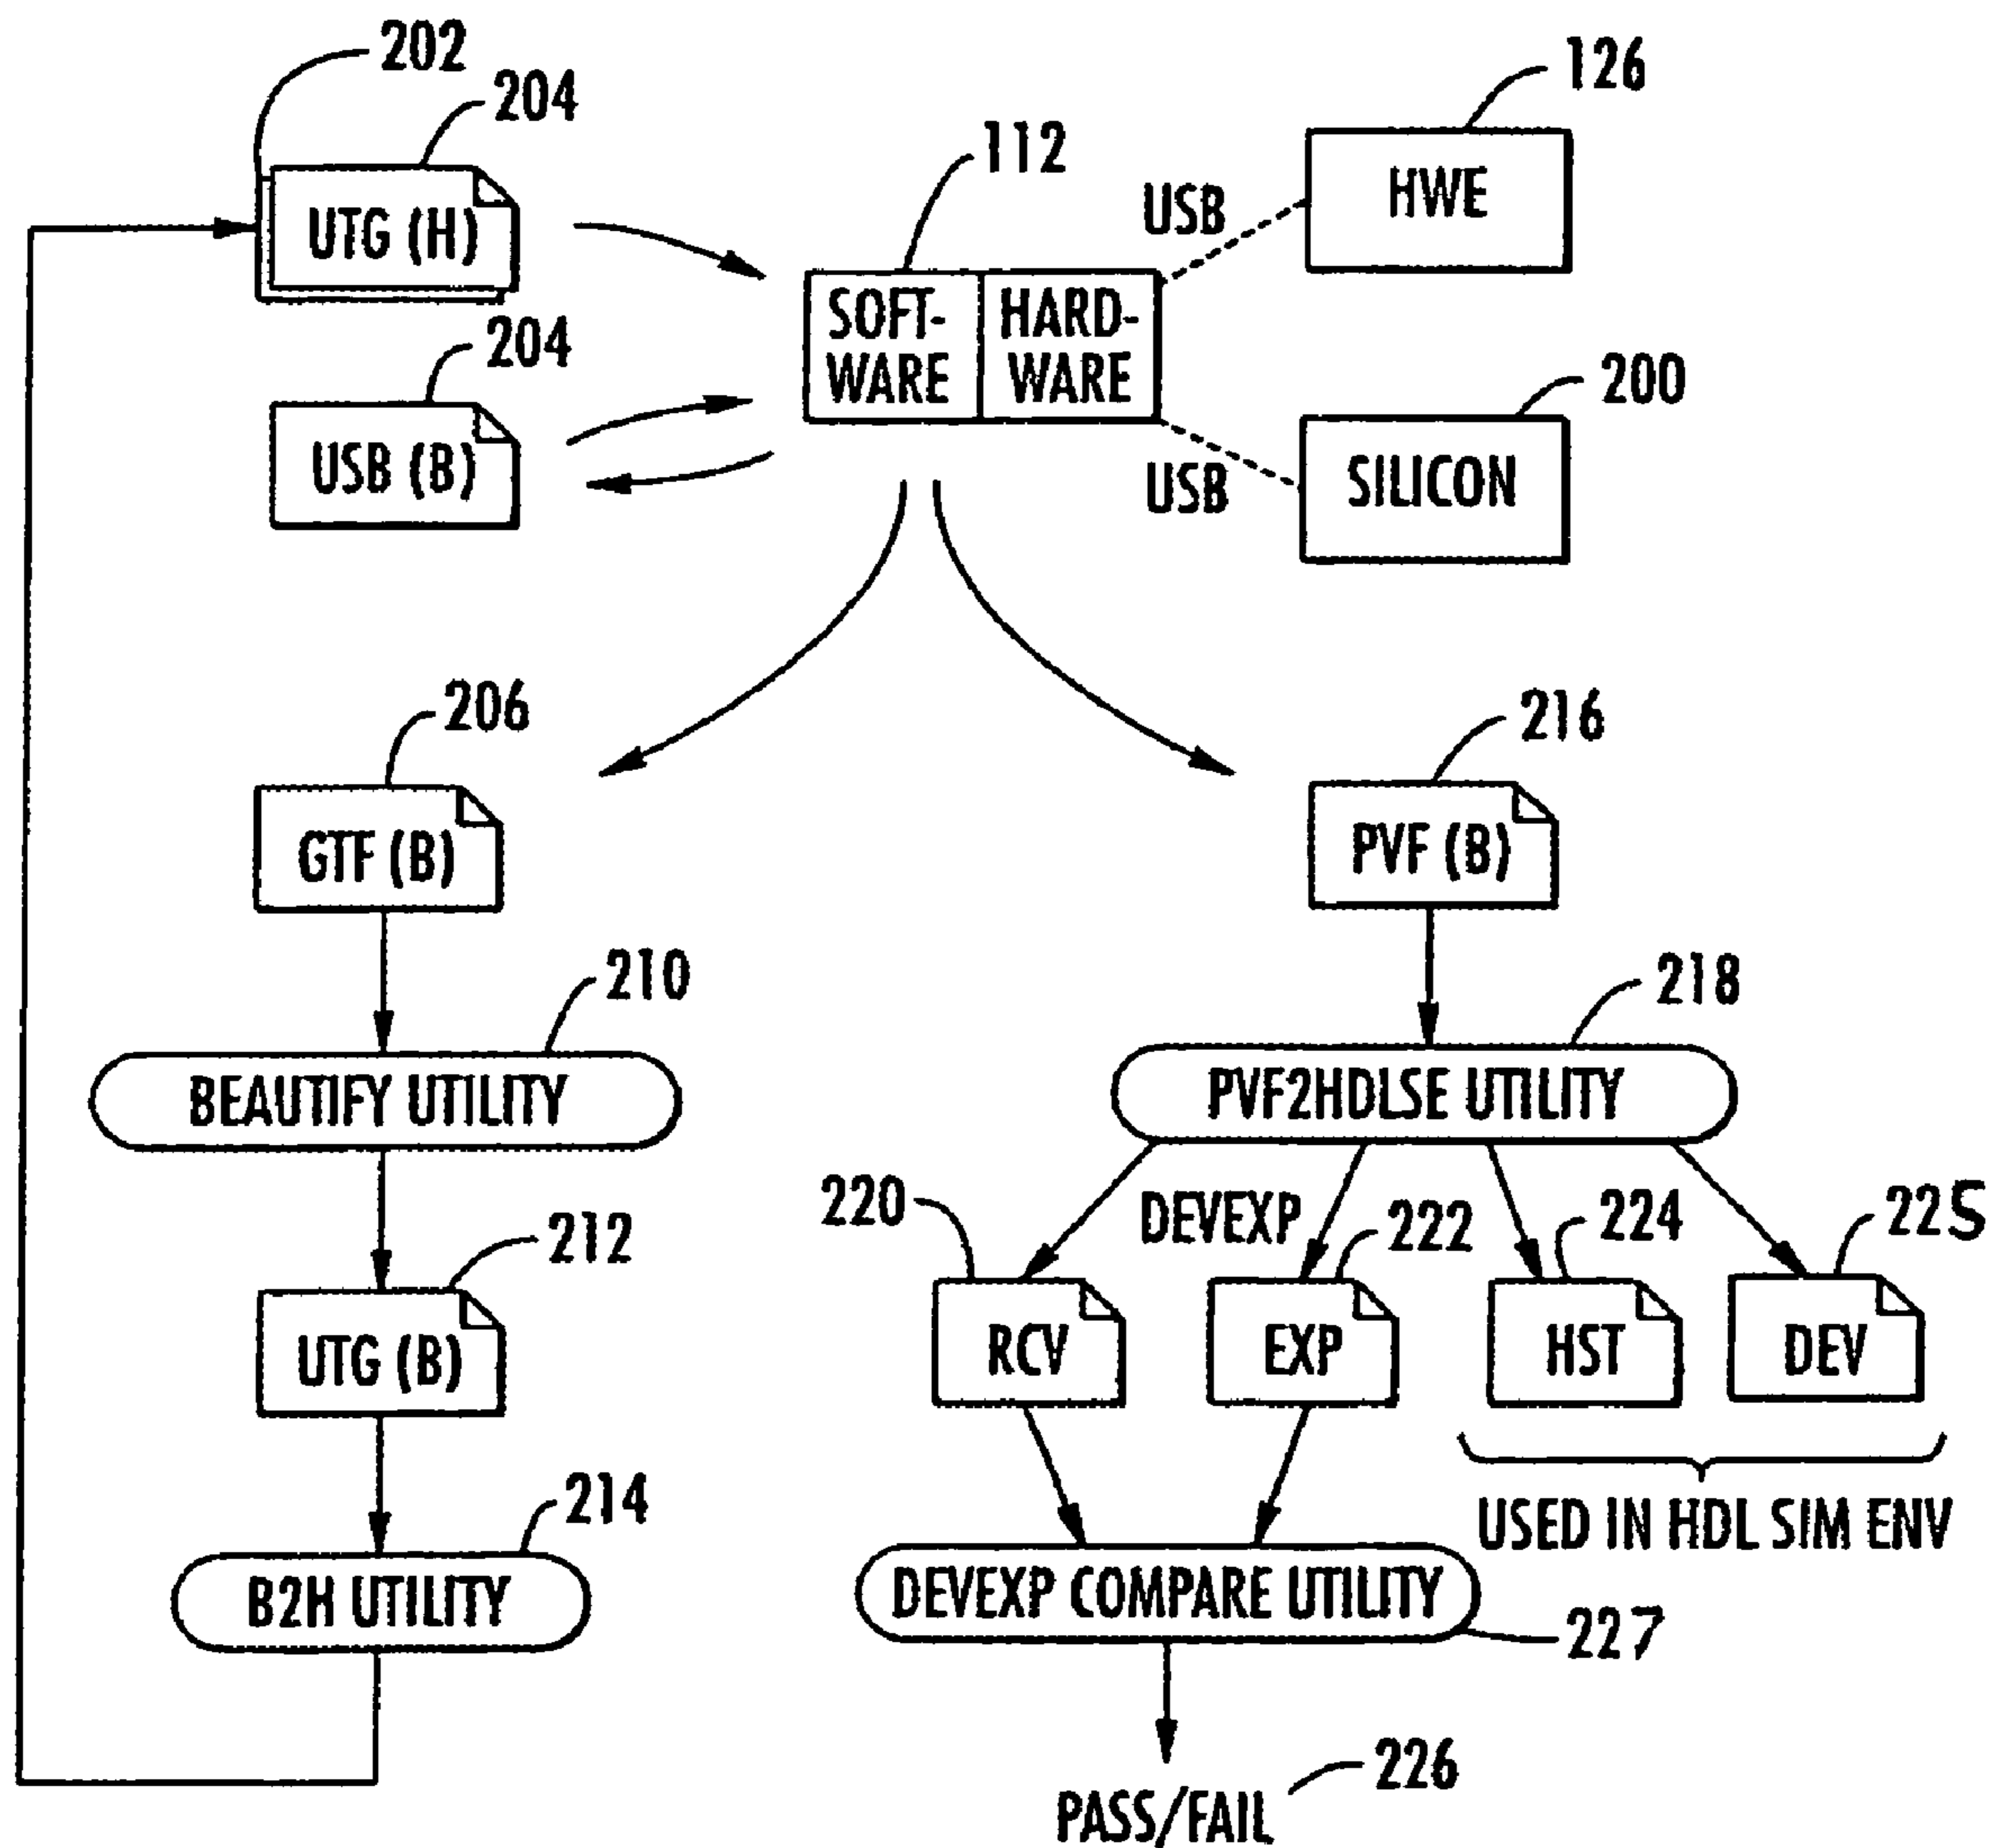 202
204
126
112
UTG (H)
USB
HWE
SOFT-
WARE
HARD-
WARE
204
USB (B)
200
USB
SILICON
206
216
GTF (B)
PVF (B)
210
218
BEAUTIFY UTILITY
PVF2HDLSE UTILITY
220
DEVEXP
222
224
225
212
UTG (B)
RCV
EXP
HST
DEV
214
USED IN HDL SIM ENV
B2H UTILITY
DEVEXP COMPARE UTILITY
227
226
PASS/FAIL